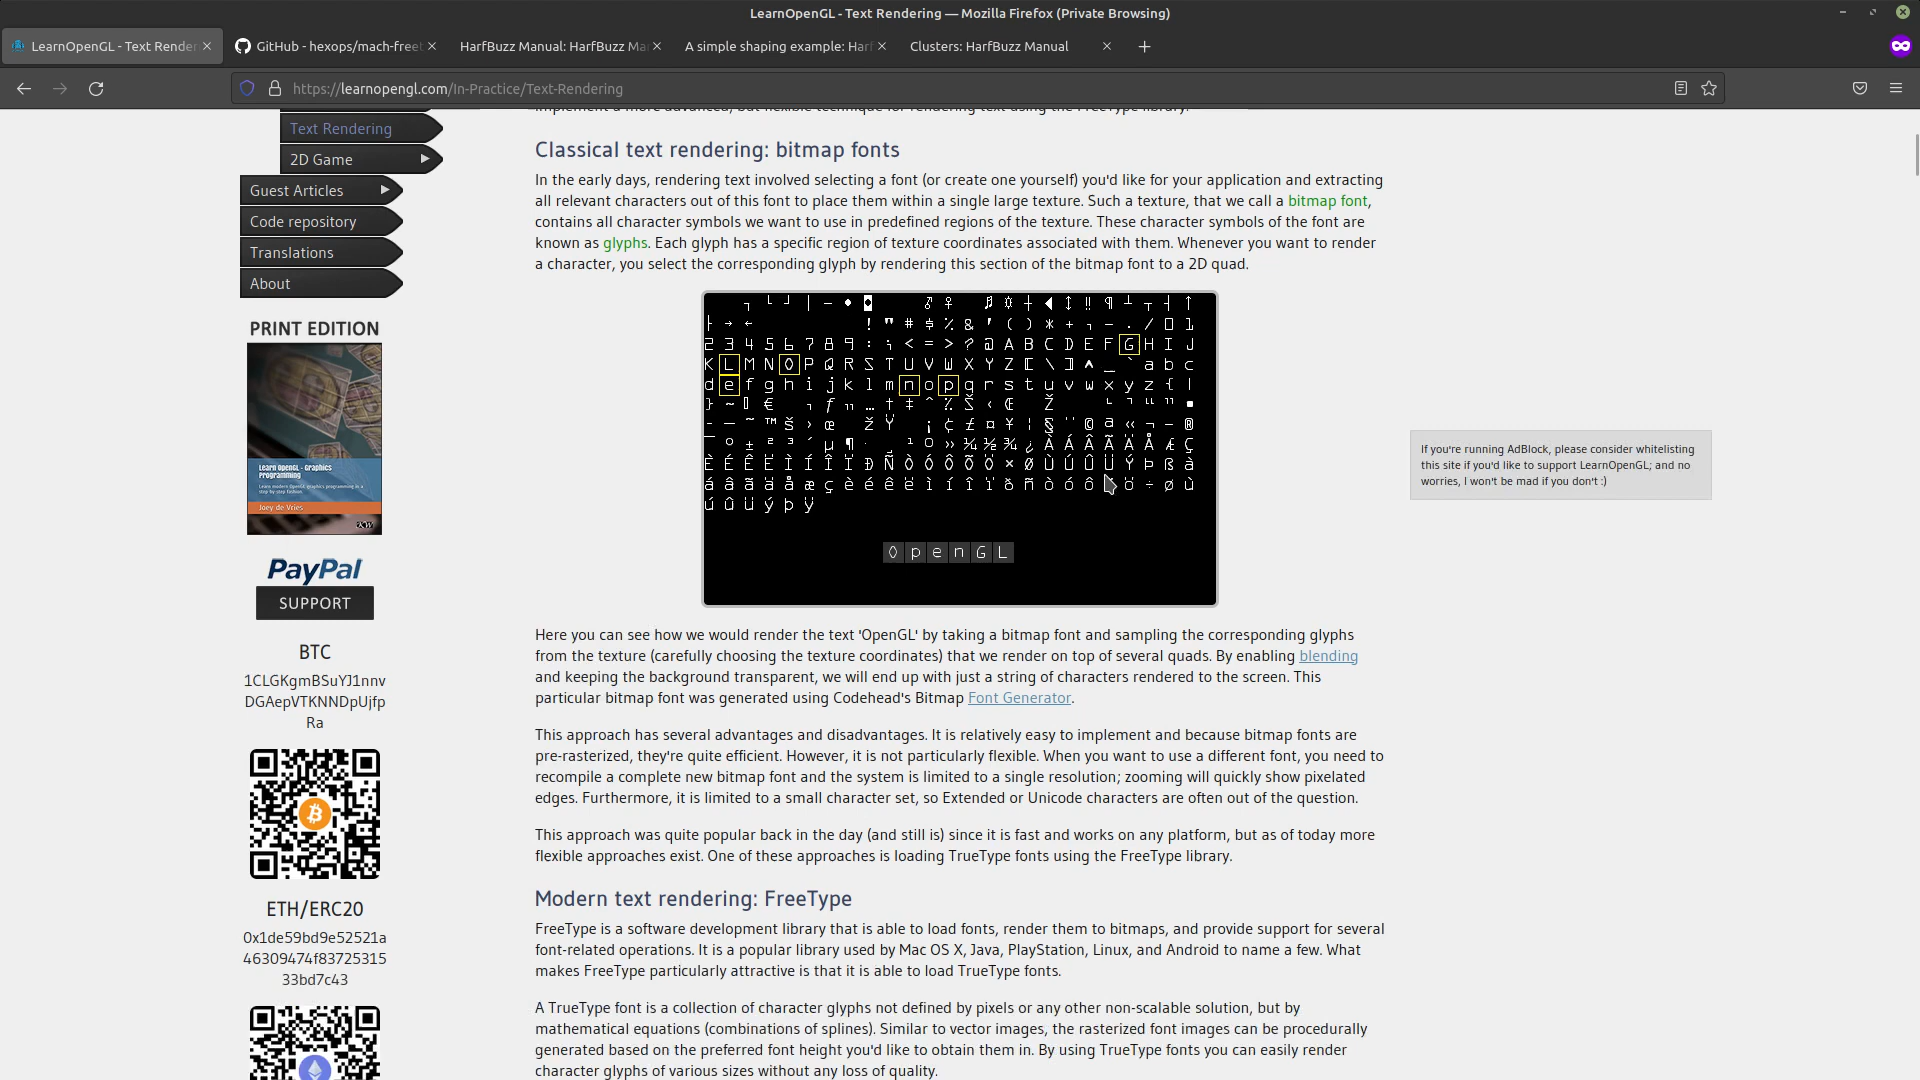 LearnOpenGL - Text Rendering — Mozilla Firefox (Private Browsing)
LearnOpenGL - Text Render
GitHub - hexops/mach-free
HarfBuzz Manual: HarfBuzz Ma
A simple shaping example: Har
Clusters: HarfBuzz Manual
https://learnopengl.com/In-Practice/Text-Rendering
Text Rendering
2D Game
Guest Articles
Code repository
Translations
About
PRINT EDITION
Learn OpenGL - Graphics
Programming
Learn modern OpenGL graphics programming in a
step-by-step fashion.
Joey de Vries
PayPal
SUPPORT
BTC
1CLGKgmBSuYJ1nnv
DGAepVTKNNDpUjfp
Ra
ETH/ERC20
0x1de59bd9e52521a
46309474f83725315
33bd7c43
implement a more advanced, but flexible technique for rendering text using the FreeType library.
Classical text rendering: bitmap fonts
In the early days, rendering text involved selecting a font (or create one yourself) you'd like for your application and extracting
all relevant characters out of this font to place them within a single large texture. Such a texture, that we call a bitmap font,
contains all character symbols we want to use in predefined regions of the texture. These character symbols of the font are
known as glyphs. Each glyph has a specific region of texture coordinates associated with them. Whenever you want to render
a character, you select the corresponding glyph by rendering this section of the bitmap font to a 2D quad.
! " # $ % & ' ( ) * + , - . / 0 1
2 3 4 5 6 7 8 9 : ; < = > ? @ A B C D E F G H I J
K L M N O P Q R S T U V W X Y Z [ \ ] ^ _ ` a b c
d e f g h i j k l m n o p q r s t u v w x y z { |
È É Ê Ë Ì Í Î Ï Ð Ñ Ò Ó Ô Õ Ö × Ø Ù Ú Û Ü Ý Þ ß à
á â ã ä å æ ç è é ê ë ì í î ï ð ñ ò ó ô ö ÷ ø ù
ú û ü ý þ ÿ
O p e n G L
Here you can see how we would render the text 'OpenGL' by taking a bitmap font and sampling the corresponding glyphs
from the texture (carefully choosing the texture coordinates) that we render on top of several quads. By enabling blending
and keeping the background transparent, we will end up with just a string of characters rendered to the screen. This
particular bitmap font was generated using Codehead's Bitmap Font Generator.
This approach has several advantages and disadvantages. It is relatively easy to implement and because bitmap fonts are
pre-rasterized, they're quite efficient. However, it is not particularly flexible. When you want to use a different font, you need to
recompile a complete new bitmap font and the system is limited to a single resolution; zooming will quickly show pixelated
edges. Furthermore, it is limited to a small character set, so Extended or Unicode characters are often out of the question.
This approach was quite popular back in the day (and still is) since it is fast and works on any platform, but as of today more
flexible approaches exist. One of these approaches is loading TrueType fonts using the FreeType library.
Modern text rendering: FreeType
FreeType is a software development library that is able to load fonts, render them to bitmaps, and provide support for several
font-related operations. It is a popular library used by Mac OS X, Java, PlayStation, Linux, and Android to name a few. What
makes FreeType particularly attractive is that it is able to load TrueType fonts.
A TrueType font is a collection of character glyphs not defined by pixels or any other non-scalable solution, but by
mathematical equations (combinations of splines). Similar to vector images, the rasterized font images can be procedurally
generated based on the preferred font height you'd like to obtain them in. By using TrueType fonts you can easily render
character glyphs of various sizes without any loss of quality.
If you're running AdBlock, please consider whitelisting
this site if you'd like to support LearnOpenGL; and no
worries, I won't be mad if you don't :)